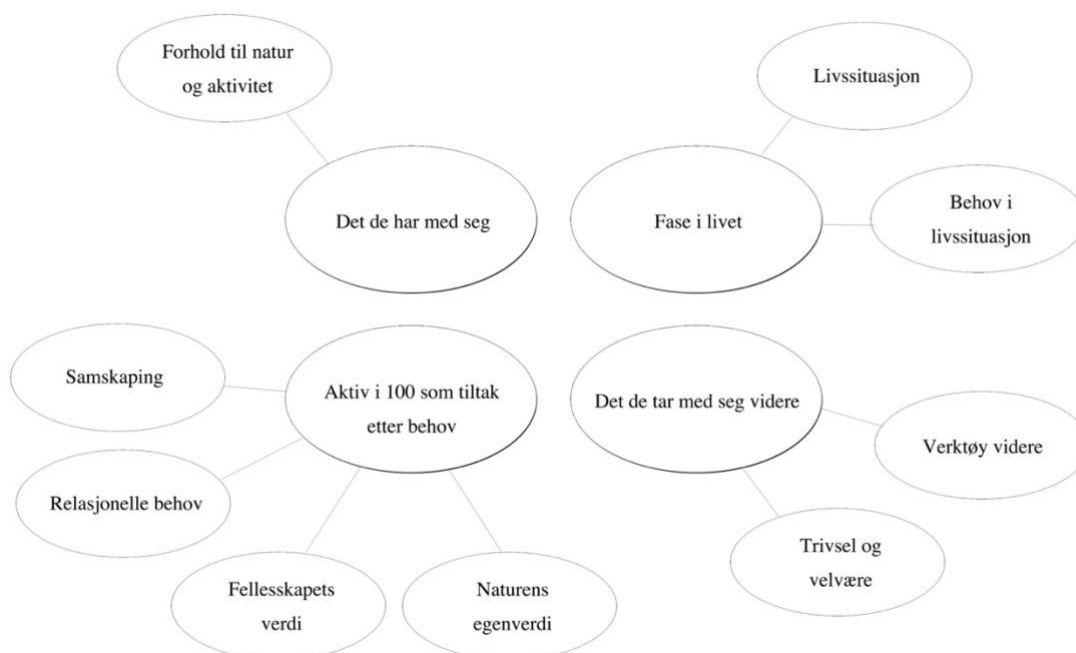 Forhold til natur
og aktivitet
Livssituasjon
Det de har med seg
Fase i livet
Behov i
livssituasjon
Samskaping
Aktiv i 100 som tiltak
etter behov
Det de tar med seg videre
Verktøy videre
Relasjonelle behov
Fellesskapets
verdi
Naturens
egenverdi
Trivsel og
velvære